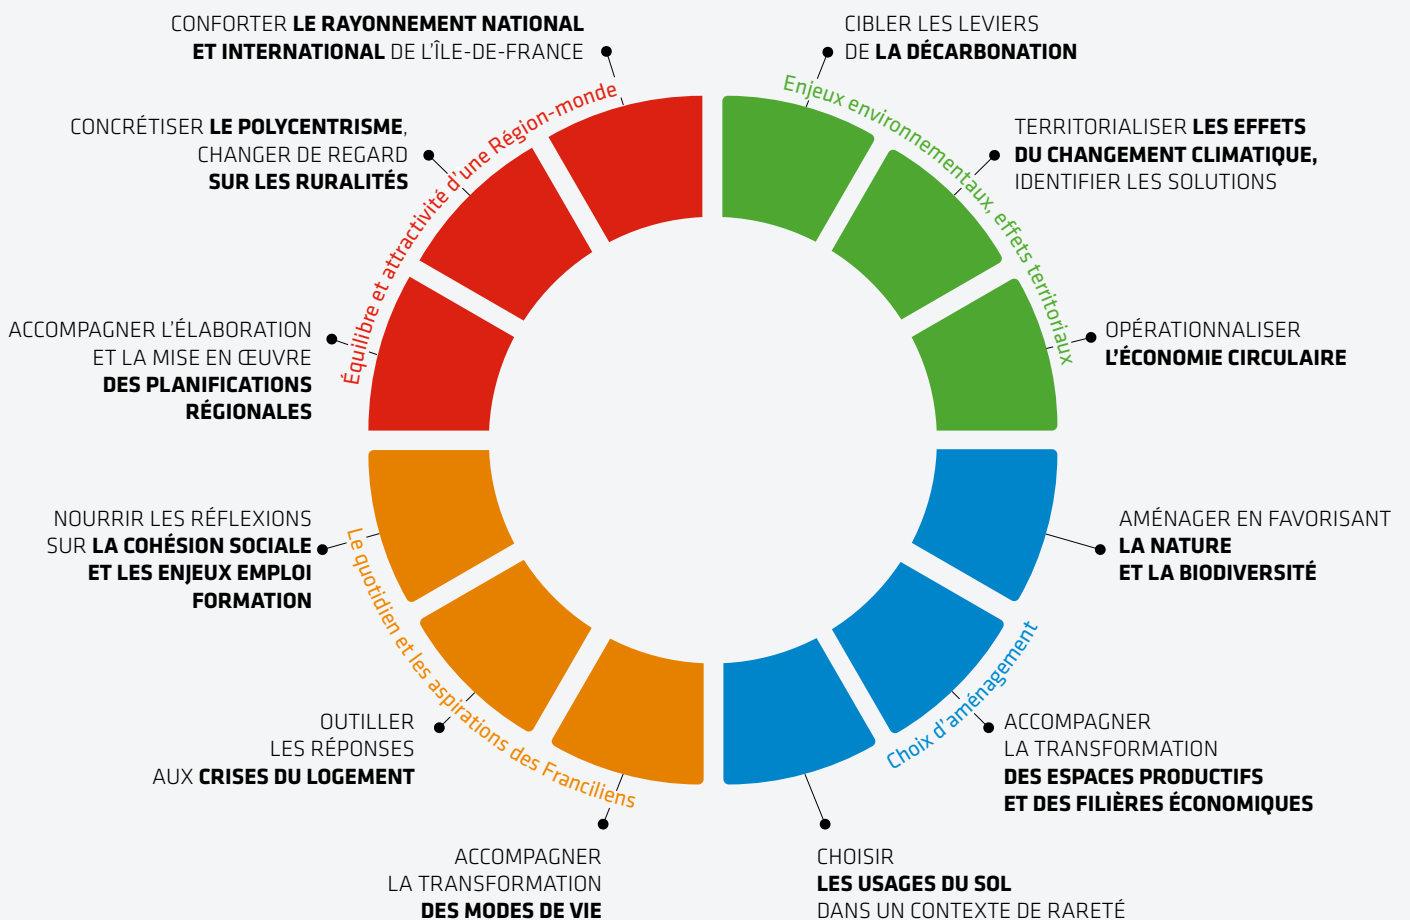 CONFORTER LE RAYONNEMENT NATIONAL
ET INTERNATIONAL DE L'ÎLE-DE-FRANCE
CONCRÉTISER LE POLYCENTRISME,
CHANGER DE REGARD
SUR LES RURALITÉS
ACCOMPAGNER L'ÉLABORATION
ET LA MISE EN ŒUVRE
DES PLANIFICATIONS
RÉGIONALES
Équilibre et attractivité d'une Région-monde
CIBLER LES LEVIERS
DE LA DÉCARBONATION
TERRITORIALISER LES EFFETS
DU CHANGEMENT CLIMATIQUE,
IDENTIFIER LES SOLUTIONS
OPÉRATIONNALISER
L'ÉCONOMIE CIRCULAIRE
Enjeux environnementaux, effets territoriaux
AMÉNAGER EN FAVORISANT
LA NATURE
ET LA BIODIVERSITÉ
ACCOMPAGNER
LA TRANSFORMATION
DES ESPACES PRODUCTIFS
ET DES FILIÈRES ÉCONOMIQUES
CHOISIR
LES USAGES DU SOL
DANS UN CONTEXTE DE RARETÉ
Choix d'aménagement
NOURRIR LES RÉFLEXIONS
SUR LA COHÉSION SOCIALE
ET LES ENJEUX EMPLOI
FORMATION
OUTILLER
LES RÉPONSES
AUX CRISES DU LOGEMENT
ACCOMPAGNER
LA TRANSFORMATION
DES MODES DE VIE
Le quotidien et les aspirations des Franciliens